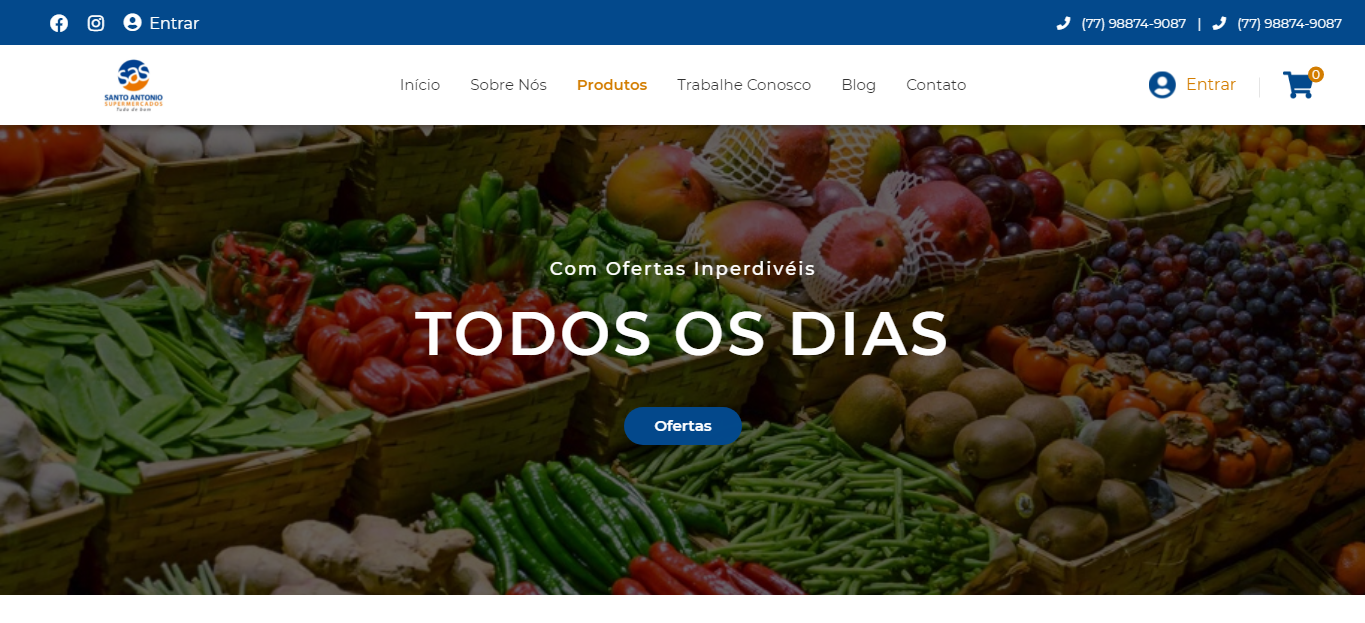 Entrar
(77) 98874-9087 | (77) 98874-9087
sas
SANTO ANTONIO
SUPERMERCADOS
Tudo de bom
Início Sobre Nós Produtos Trabalhe Conosco Blog Contato
Entrar
0
Com Ofertas Inperdivéis
TODOS OS DIAS
Ofertas